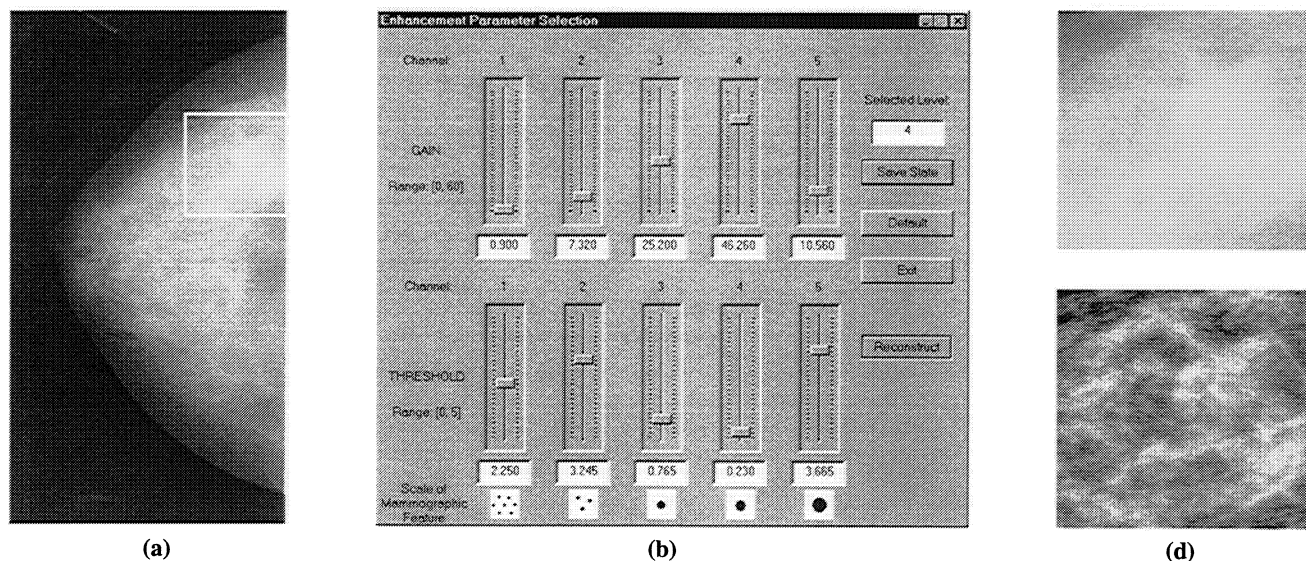 Enhancement Parameter Selection
Channel: 1 2 3 4 5
Selected Level:
4
GAIN
Save State
Range: [0, 60]
Default
0.900 7.320 25.200 46.260 10.560
Exit
Channel: 1 2 3 4 5
Reconstruct
THRESHOLD
Range: [0, 5]
2.250 3.245 0.765 0.230 3.665
Scale of
Mammographic
Feature
(a) (b) (d)